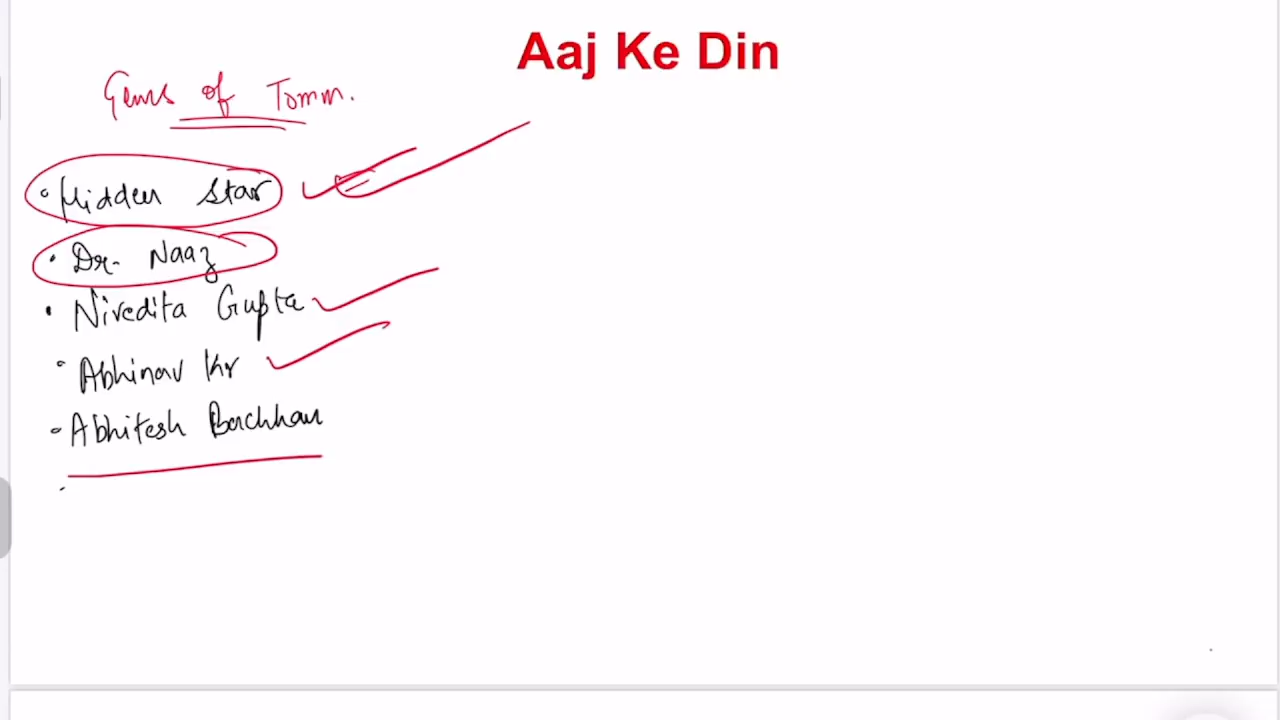 Aaj Ke Din
Gems of Tomm.
• Hidden Star
• Dr. Naaz
• Nivedita Gupta
• Abhinav Kr
• Abhitesh Bachhan